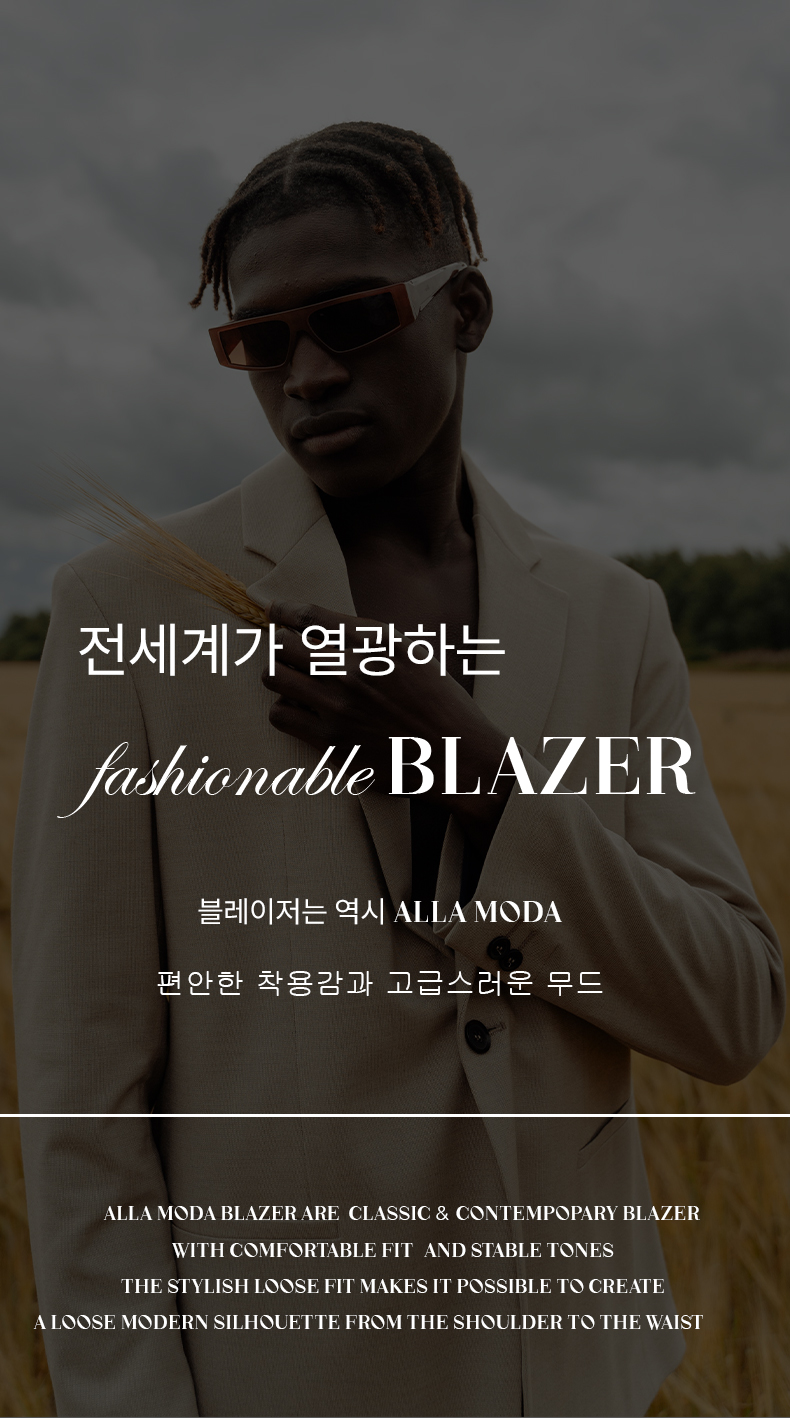 전세계가 열광하는
fashionable BLAZER
블레이저는 역시 ALLA MODA
편안한 착용감과 고급스러운 무드
ALLA MODA BLAZER ARE CLASSIC & CONTEMPOPARY BLAZER
WITH COMFORTABLE FIT AND STABLE TONES
THE STYLISH LOOSE FIT MAKES IT POSSIBLE TO CREATE
A LOOSE MODERN SILHOUETTE FROM THE SHOULDER TO THE WAIST